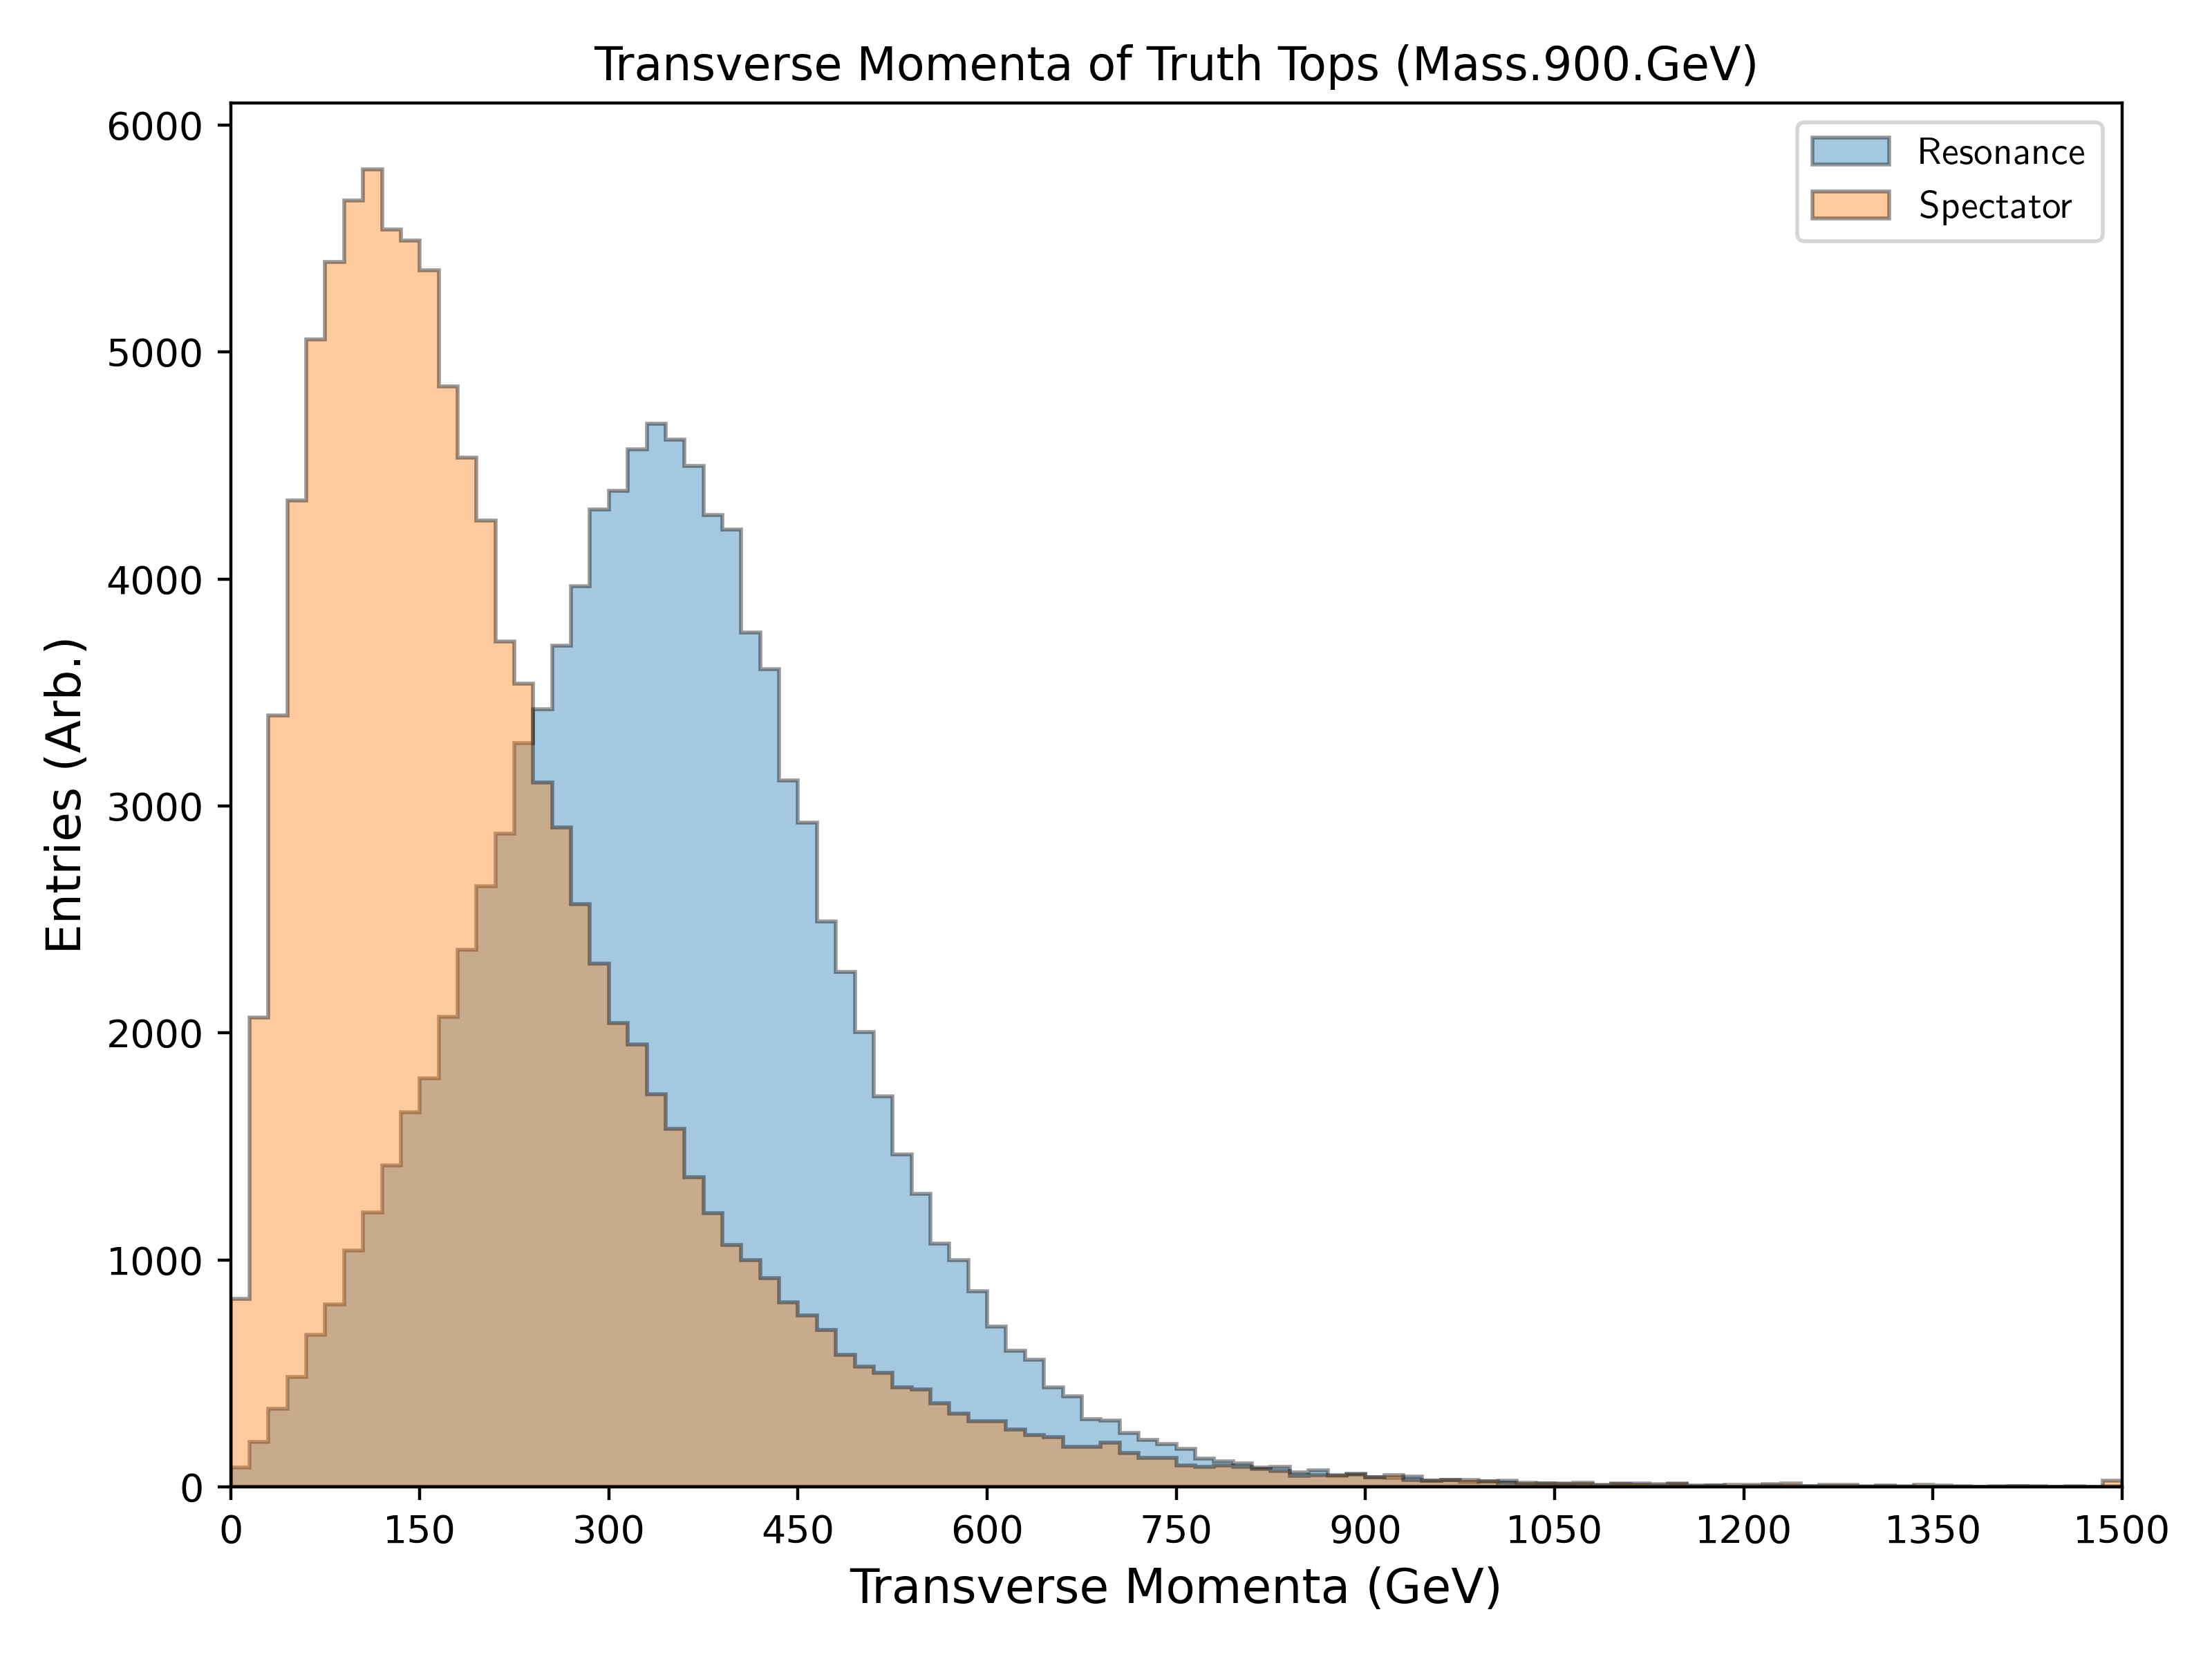 Transverse Momenta of Truth Tops (Mass.900.GeV)
Resonance
Spectator
Entries (Arb.)
6000
5000
4000
3000
2000
1000
0
0 150 300 450 600 750 900 1050 1200 1350 1500
Transverse Momenta (GeV)